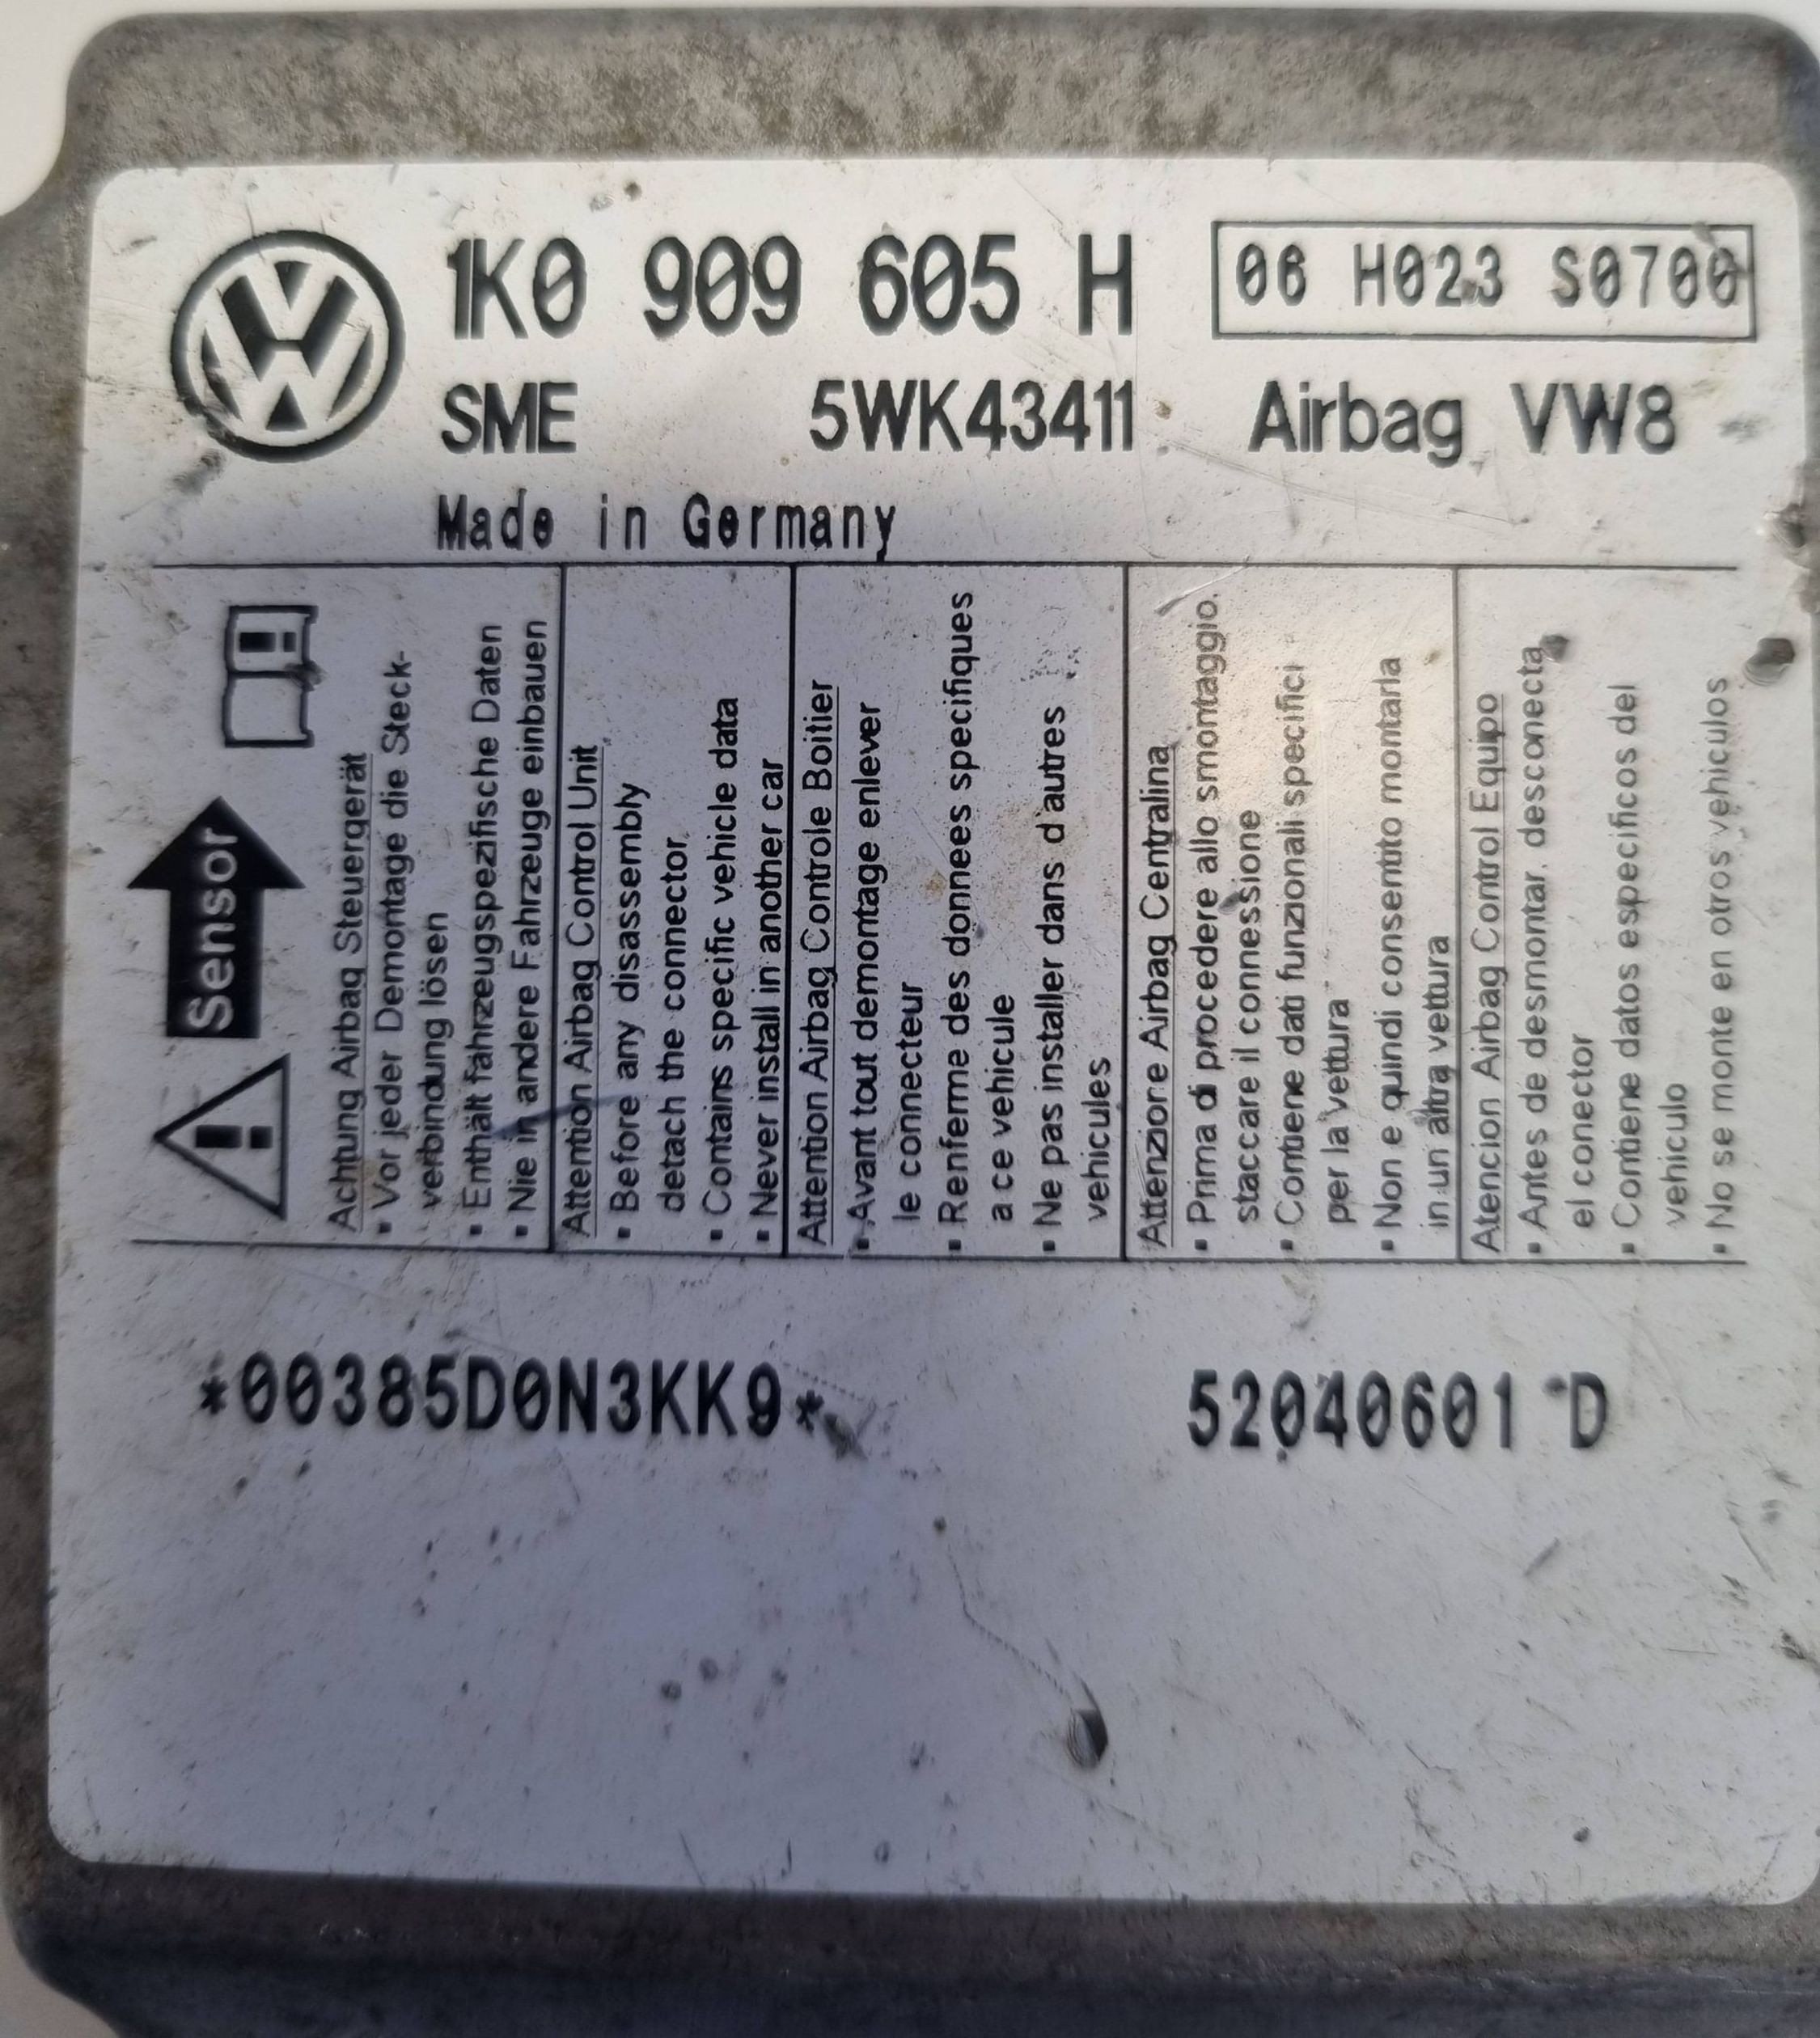 1K0 909 605 H
06 H023 S0700
SME 5WK43411 Airbag VW8
Made in Germany
Sensor
Achtung Airbag Steuergerät
▪ Vor jeder Demontage die Steck-
verbindung lösen
▪ Enthält fahrzeugspezifische Daten
▪ Nie in andere Fahrzeuge einbauen
Attention Airbag Control Unit
▪ Before any disassembly
detach the connector
▪ Contains specific vehicle data
▪ Never install in another car
Attention Airbag Controle Boitier
▪ Avant tout demontage enlever
le connecteur
▪ Renferme des donnees specifiques
a ce vehicule
▪ Ne pas installer dans d'autres
vehicules
Attenzione Airbag Centralina
▪ Prima di procedere allo smontaggio,
staccare il connessione
▪ Contiene dati funzionali specifici
per la vettura
▪ Non e quindi consentito montarla
in un altra vettura
Atencion Airbag Control Equipo
▪ Antes de desmontar, desconecta
el conector
▪ Contiene datos especificos del
vehiculo
▪ No se monte en otros vehiculos
*00385D0N3KK9* 52040601 D